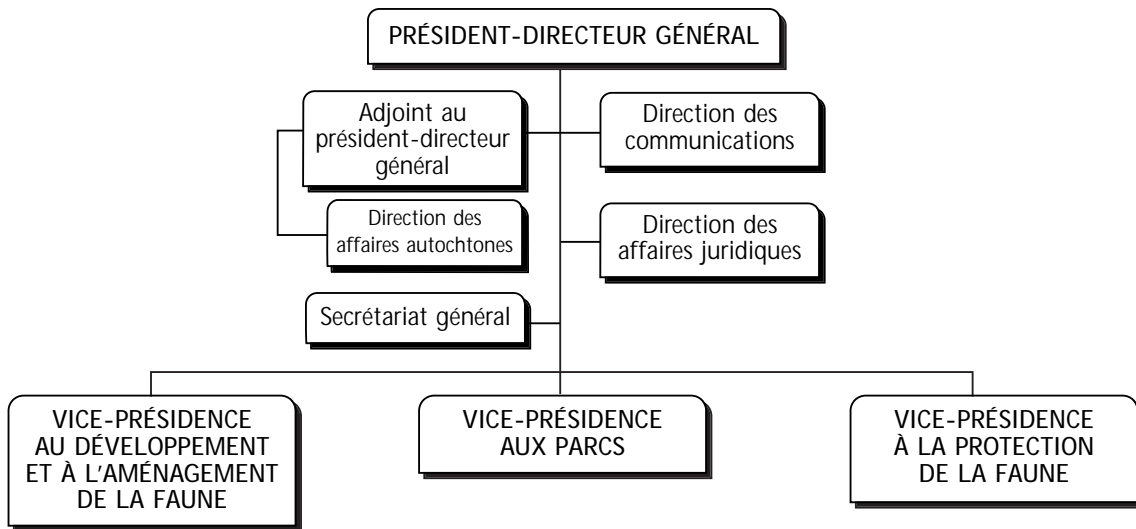 PRÉSIDENT-DIRECTEUR GÉNÉRAL
Adjoint au
président-directeur
général
Direction des
communications
Direction des
affaires autochtones
Direction des
affaires juridiques
Secrétariat général
VICE-PRÉSIDENCE
AU DÉVELOPPEMENT
ET À L'AMÉNAGEMENT
DE LA FAUNE
VICE-PRÉSIDENCE
AUX PARCS
VICE-PRÉSIDENCE
À LA PROTECTION
DE LA FAUNE